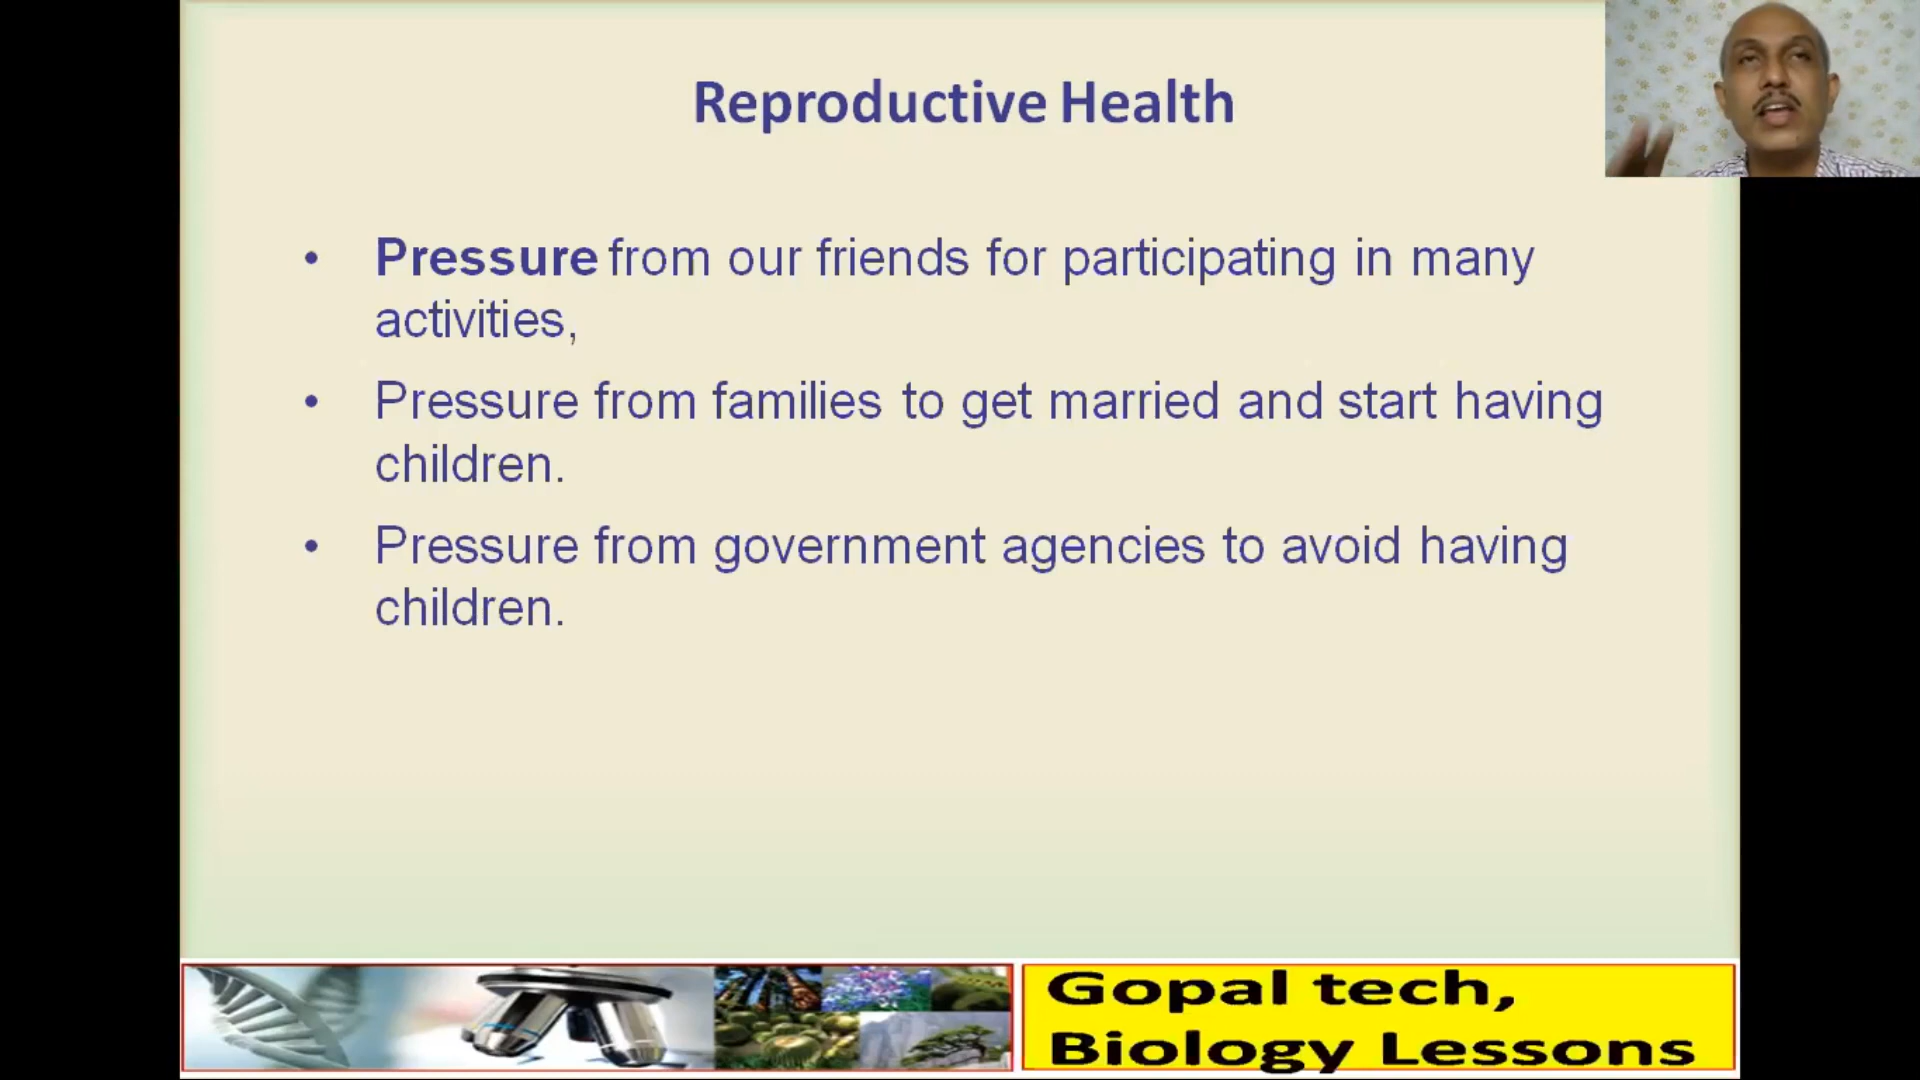 Reproductive Health
• Pressure from our friends for participating in many
activities,
• Pressure from families to get married and start having
children.
• Pressure from government agencies to avoid having
children.
Gopal tech,
Biology Lessons